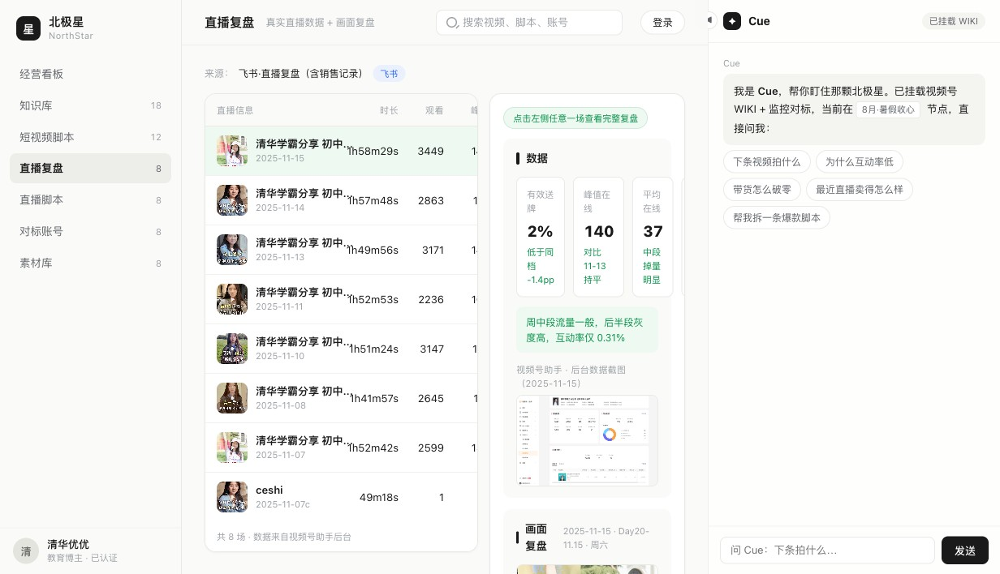 星
北极星
NorthStar
经营看板
知识库 18
短视频脚本 12
直播复盘 8
直播脚本 8
对标账号 8
素材库 8
清
清华优优
教育博主 · 已认证
直播复盘 真实直播数据 + 画面复盘
搜索视频、脚本、账号
登录
来源： 飞书·直播复盘（含销售记录） 飞书
直播信息 时长 观看
清华学霸分享 初中… 1h58m29s 3449
2025-11-15
清华学霸分享 初中… 1h57m48s 2863
2025-11-14
清华学霸分享 初中… 1h49m56s 3171
2025-11-13
清华学霸分享 初中… 1h52m53s 2236
2025-11-11
清华学霸分享 初中… 1h51m24s 3147
2025-11-10
清华学霸分享 初中… 1h41m57s 2645
2025-11-08
清华学霸分享 初中… 1h52m42s 2599
2025-11-07
ceshi 49m18s 1
2025-11-07c
共 8 场 · 数据来自视频号助手后台
点击左侧任意一场查看完整复盘
数据
有效送
牌
2%
低于同
档
-1.4pp
峰值在
线
140
对比
11-13
持平
平均
在线
37
中段
掉量
明显
周中段流量一般，后半段灰
度高，互动率仅 0.31%
视频号助手 · 后台数据截图
（2025-11-15）
画面
复盘
2025-11-15 · Day20-
11.15 · 周六
Cue
已挂载 WIKI
Cue
我是 Cue，帮你盯住那颗北极星。已挂载视频号
WIKI + 监控对标，当前在 8月·暑假收心 节点，直
接问我：
下条视频拍什么 为什么互动率低
带货怎么破零 最近直播卖得怎么样
帮我拆一条爆款脚本
问 Cue：下条拍什么…
发送